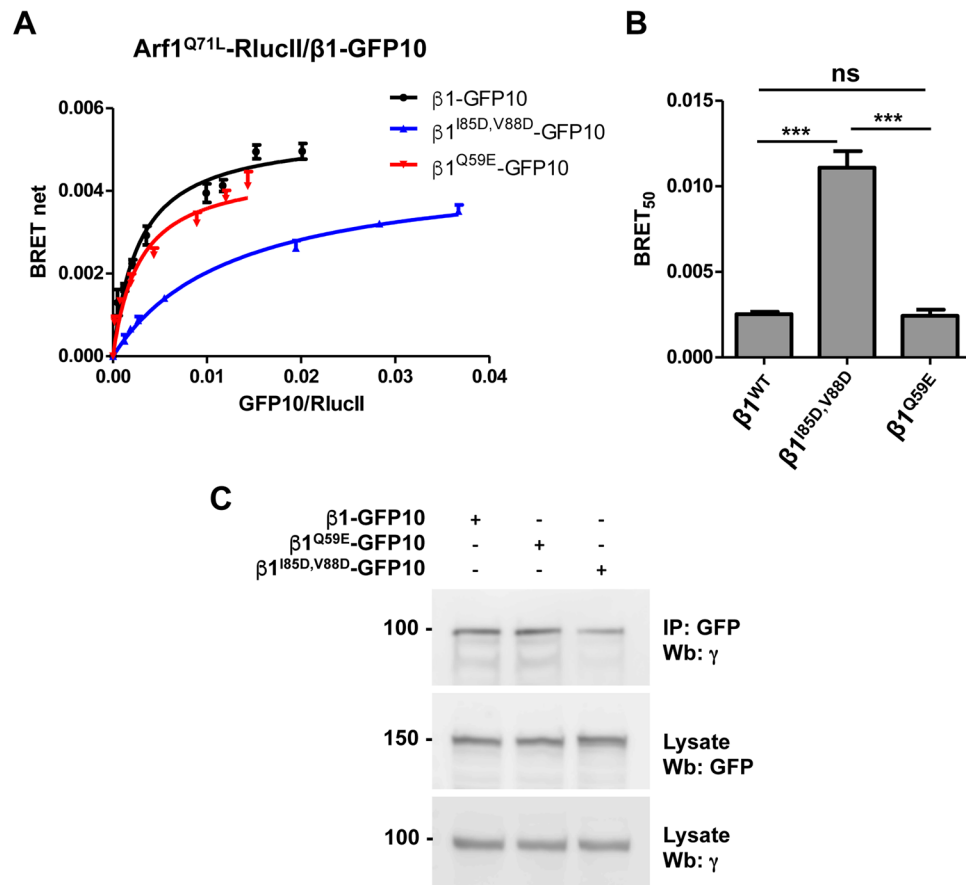 A
Arf1Q71L-RlucII/β1-GFP10
BRET net
0.006
0.004
0.002
0.000
0.00 0.01 0.02 0.03 0.04
GFP10/RlucII
β1-GFP10
β1I85D,V88D-GFP10
β1Q59E-GFP10
B
ns
*** ***
BRET50
0.015
0.010
0.005
0.000
β1WT
β1I85D,V88D
β1Q59E
C
β1-GFP10 + - -
β1Q59E-GFP10 - + -
β1I85D,V88D-GFP10 - - +
100 -
IP: GFP
Wb: γ
150 -
Lysate
Wb: GFP
100 -
Lysate
Wb: γ